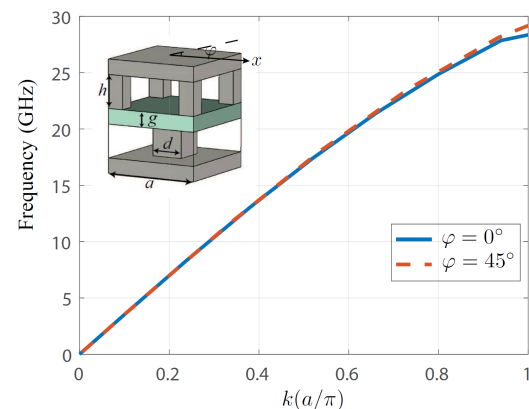 30
25
20
15
10
5
0
Frequency (GHz)
φ
x
h
g
d
a
φ = 0°
φ = 45°
0
0.2
0.4
0.6
0.8
1
k(a/π)